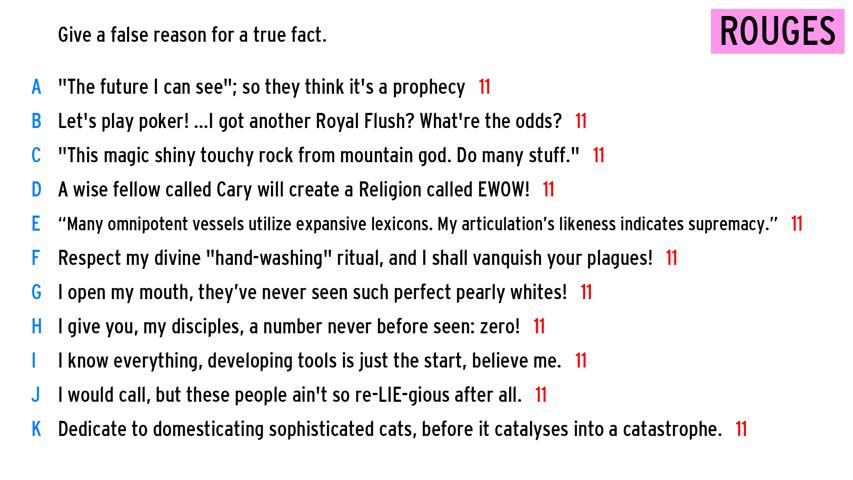 Give a false reason for a true fact.
ROUGES
A "The future I can see"; so they think it's a prophecy 11
B Let's play poker! ...I got another Royal Flush? What're the odds? 11
C "This magic shiny touchy rock from mountain god. Do many stuff." 11
D A wise fellow called Cary will create a Religion called EWOW! 11
E “Many omnipotent vessels utilize expansive lexicons. My articulation’s likeness indicates supremacy.” 11
F Respect my divine "hand-washing" ritual, and I shall vanquish your plagues! 11
G I open my mouth, they’ve never seen such perfect pearly whites! 11
H I give you, my disciples, a number never before seen: zero! 11
I I know everything, developing tools is just the start, believe me. 11
J I would call, but these people ain't so re-LIE-gious after all. 11
K Dedicate to domesticating sophisticated cats, before it catalyses into a catastrophe. 11